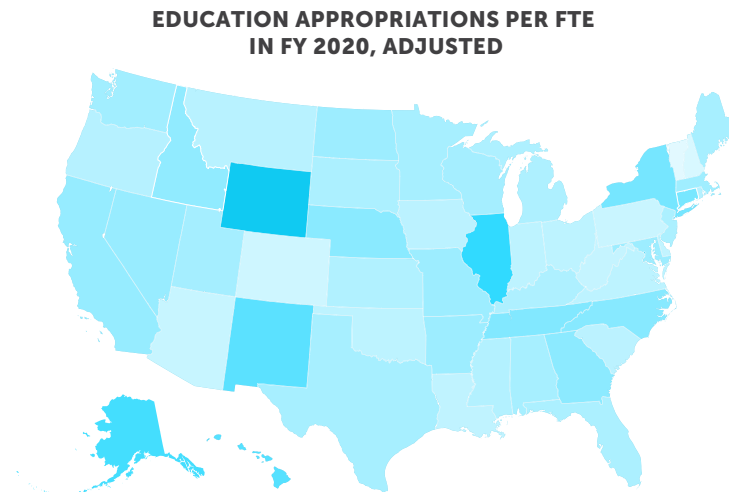 EDUCATION APPROPRIATIONS PER FTE
IN FY 2020, ADJUSTED